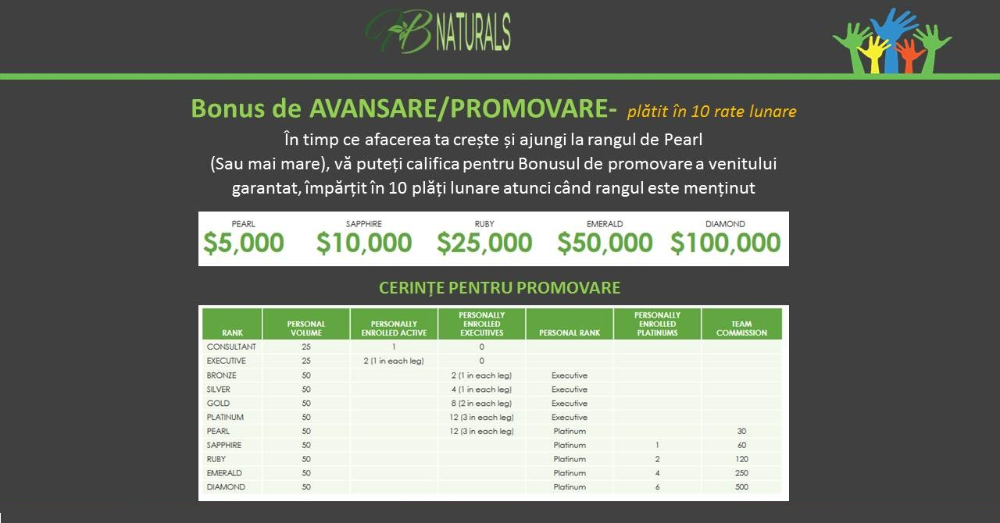 HB NATURALS
Bonus de AVANSARE/PROMOVARE- plătit în 10 rate lunare
În timp ce afacerea ta crește și ajungi la rangul de Pearl
(Sau mai mare), vă puteți califica pentru Bonusul de promovare a venitului
garantat, împărțit în 10 plăți lunare atunci când rangul este menținut
PEARL SAPPHIRE RUBY EMERALD DIAMOND
$5,000 $10,000 $25,000 $50,000 $100,000
CERINȚE PENTRU PROMOVARE
RANK PERSONAL VOLUME PERSONALLY ENROLLED ACTIVE PERSONALLY ENROLLED EXECUTIVES PERSONAL RANK PERSONALLY ENROLLED PLATINUMS TEAM COMMISSION
CONSULTANT 25 1 0
EXECUTIVE 25 2 (1 in each leg) 0
BRONZE 50 2 (1 in each leg) Executive
SILVER 50 4 (1 in each leg) Executive
GOLD 50 8 (2 in each leg) Executive
PLATINUM 50 12 (3 in each leg) Executive
PEARL 50 12 (3 in each leg) Platinum 30
SAPPHIRE 50 Platinum 1 60
RUBY 50 Platinum 2 120
EMERALD 50 Platinum 4 250
DIAMOND 50 Platinum 6 500